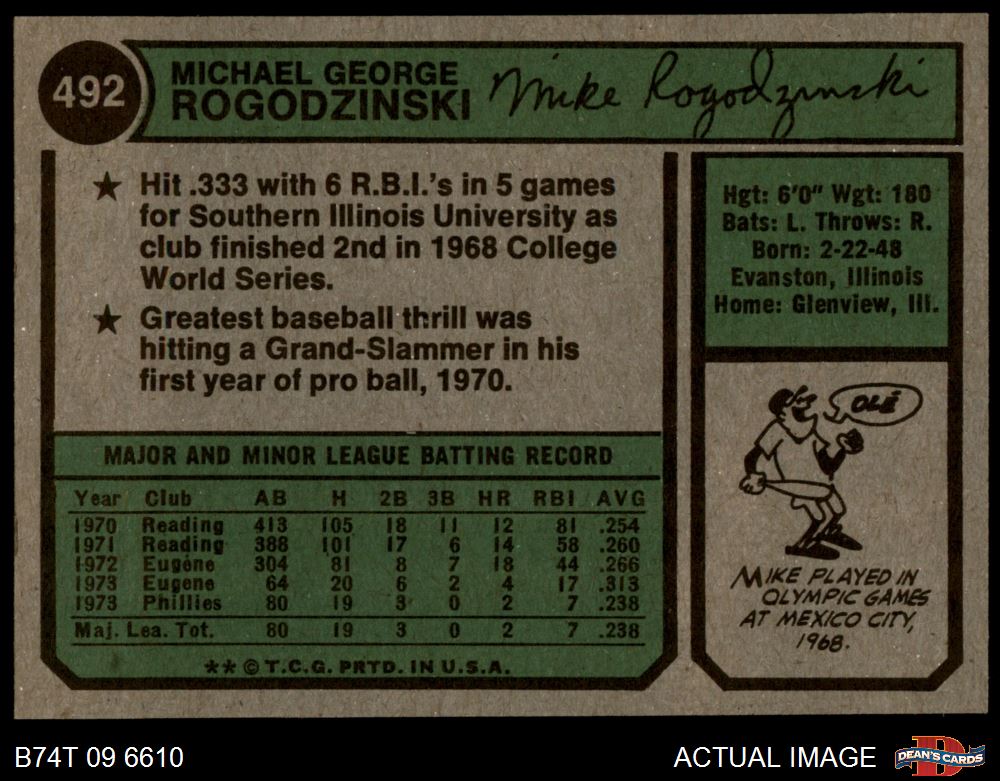 492
MICHAEL GEORGE
ROGODZINSKI
Mike Rogodzinski
★ Hit .333 with 6 R.B.I.'s in 5 games
for Southern Illinois University as
club finished 2nd in 1968 College
World Series.
★ Greatest baseball thrill was
hitting a Grand-Slammer in his
first year of pro ball, 1970.
Hgt: 6'0" Wgt: 180
Bats: L. Throws: R.
Born: 2-22-48
Evanston, Illinois
Home: Glenview, Ill.
OLÉ
MIKE PLAYED IN
OLYMPIC GAMES
AT MEXICO CITY,
1968.
MAJOR AND MINOR LEAGUE BATTING RECORD
Year Club AB H 2B 3B HR RBI AVG
1970 Reading 413 105 18 11 12 81 .254
1971 Reading 388 101 17 6 14 58 .260
1972 Eugene 304 81 8 7 18 44 .266
1973 Eugene 64 20 6 2 4 17 .313
1973 Phillies 80 19 3 0 2 7 .238
Maj. Lea. Tot. 80 19 3 0 2 7 .238
** © T.C.G. PRTD. IN U.S.A.
B74T 09 6610
ACTUAL IMAGE
D
DEAN'S CARDS